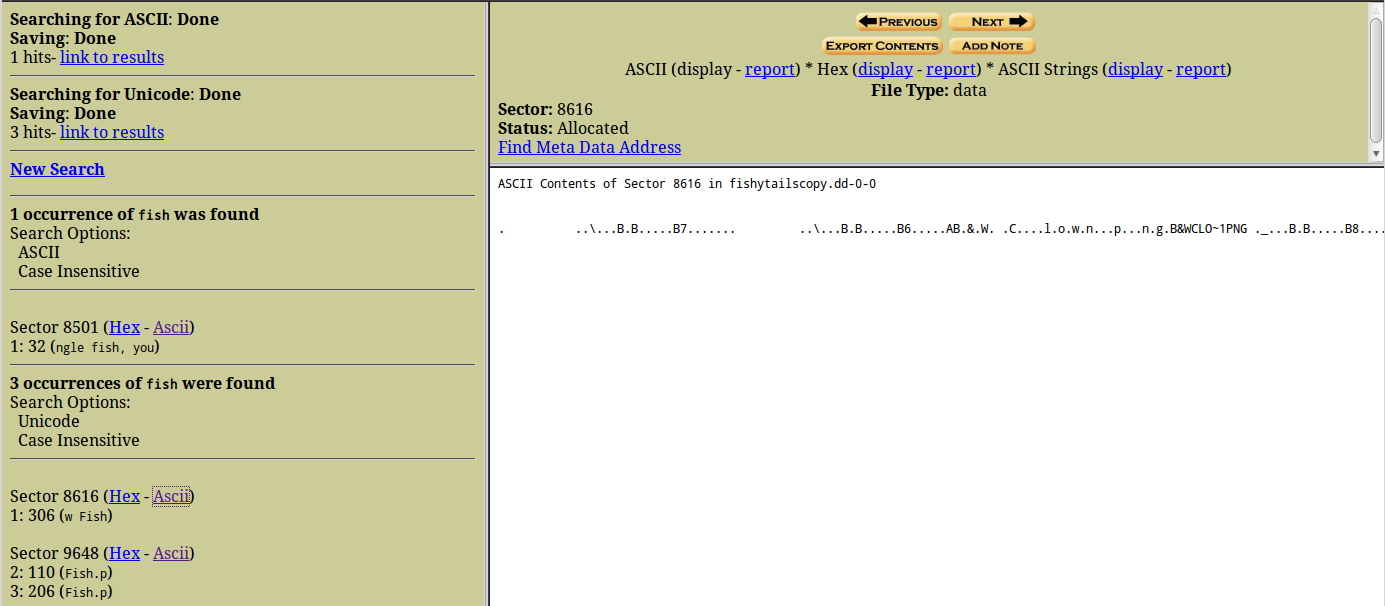 Searching for ASCII: Done
Saving: Done
1 hits- link to results
Searching for Unicode: Done
Saving: Done
3 hits- link to results
New Search
1 occurrence of fish was found
Search Options:
ASCII
Case Insensitive
Sector 8501 (Hex - Ascii)
1: 32 (ngle fish, you)
3 occurrences of fish were found
Search Options:
Unicode
Case Insensitive
Sector 8616 (Hex - Ascii)
1: 306 (w Fish)
Sector 9648 (Hex - Ascii)
2: 110 (Fish.p)
3: 206 (Fish.p)
PREVIOUS NEXT
EXPORT CONTENTS ADD NOTE
ASCII (display - report) * Hex (display - report) * ASCII Strings (display - report)
File Type: data
Sector: 8616
Status: Allocated
Find Meta Data Address
ASCII Contents of Sector 8616 in fishytailscopy.dd-0-0
. ..\...B.B.....B7....... ..\...B.B.....B6.....AB.&.W. .C....l.o.w.n...p...n.g.B&WCLO~1PNG ._...B.B.....B8....